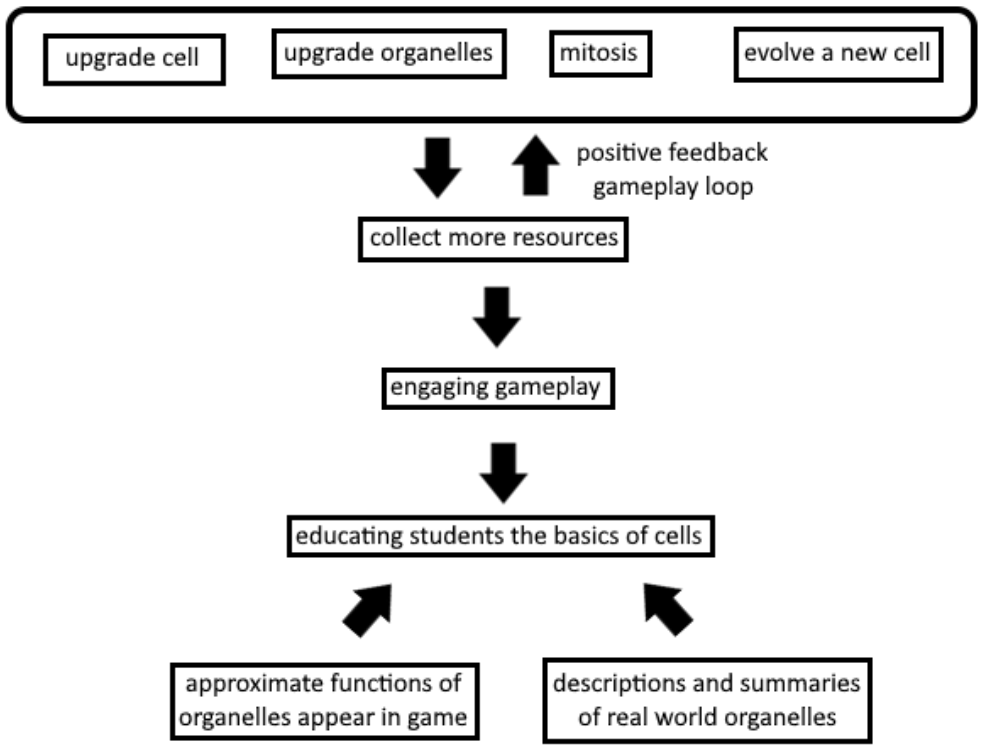 upgrade cell
upgrade organelles
mitosis
evolve a new cell
positive feedback
gameplay loop
collect more resources
engaging gameplay
educating students the basics of cells
approximate functions of
organelles appear in game
descriptions and summaries
of real world organelles